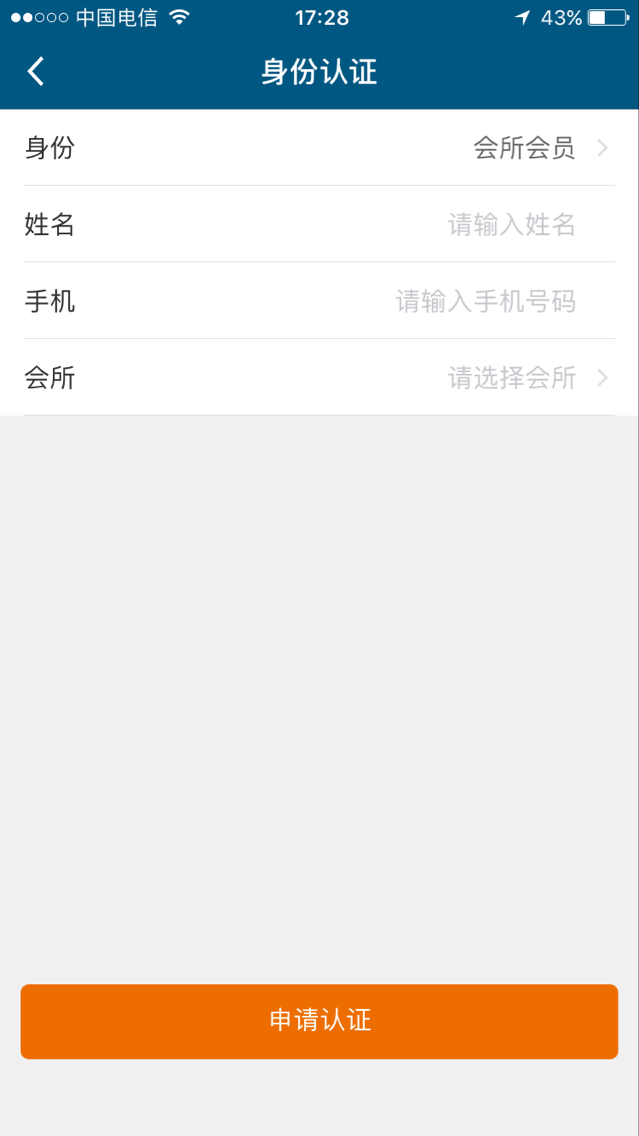 中国电信 17:28 43%
身份认证
身份 会所会员
姓名 请输入姓名
手机 请输入手机号码
会所 请选择会所
申请认证